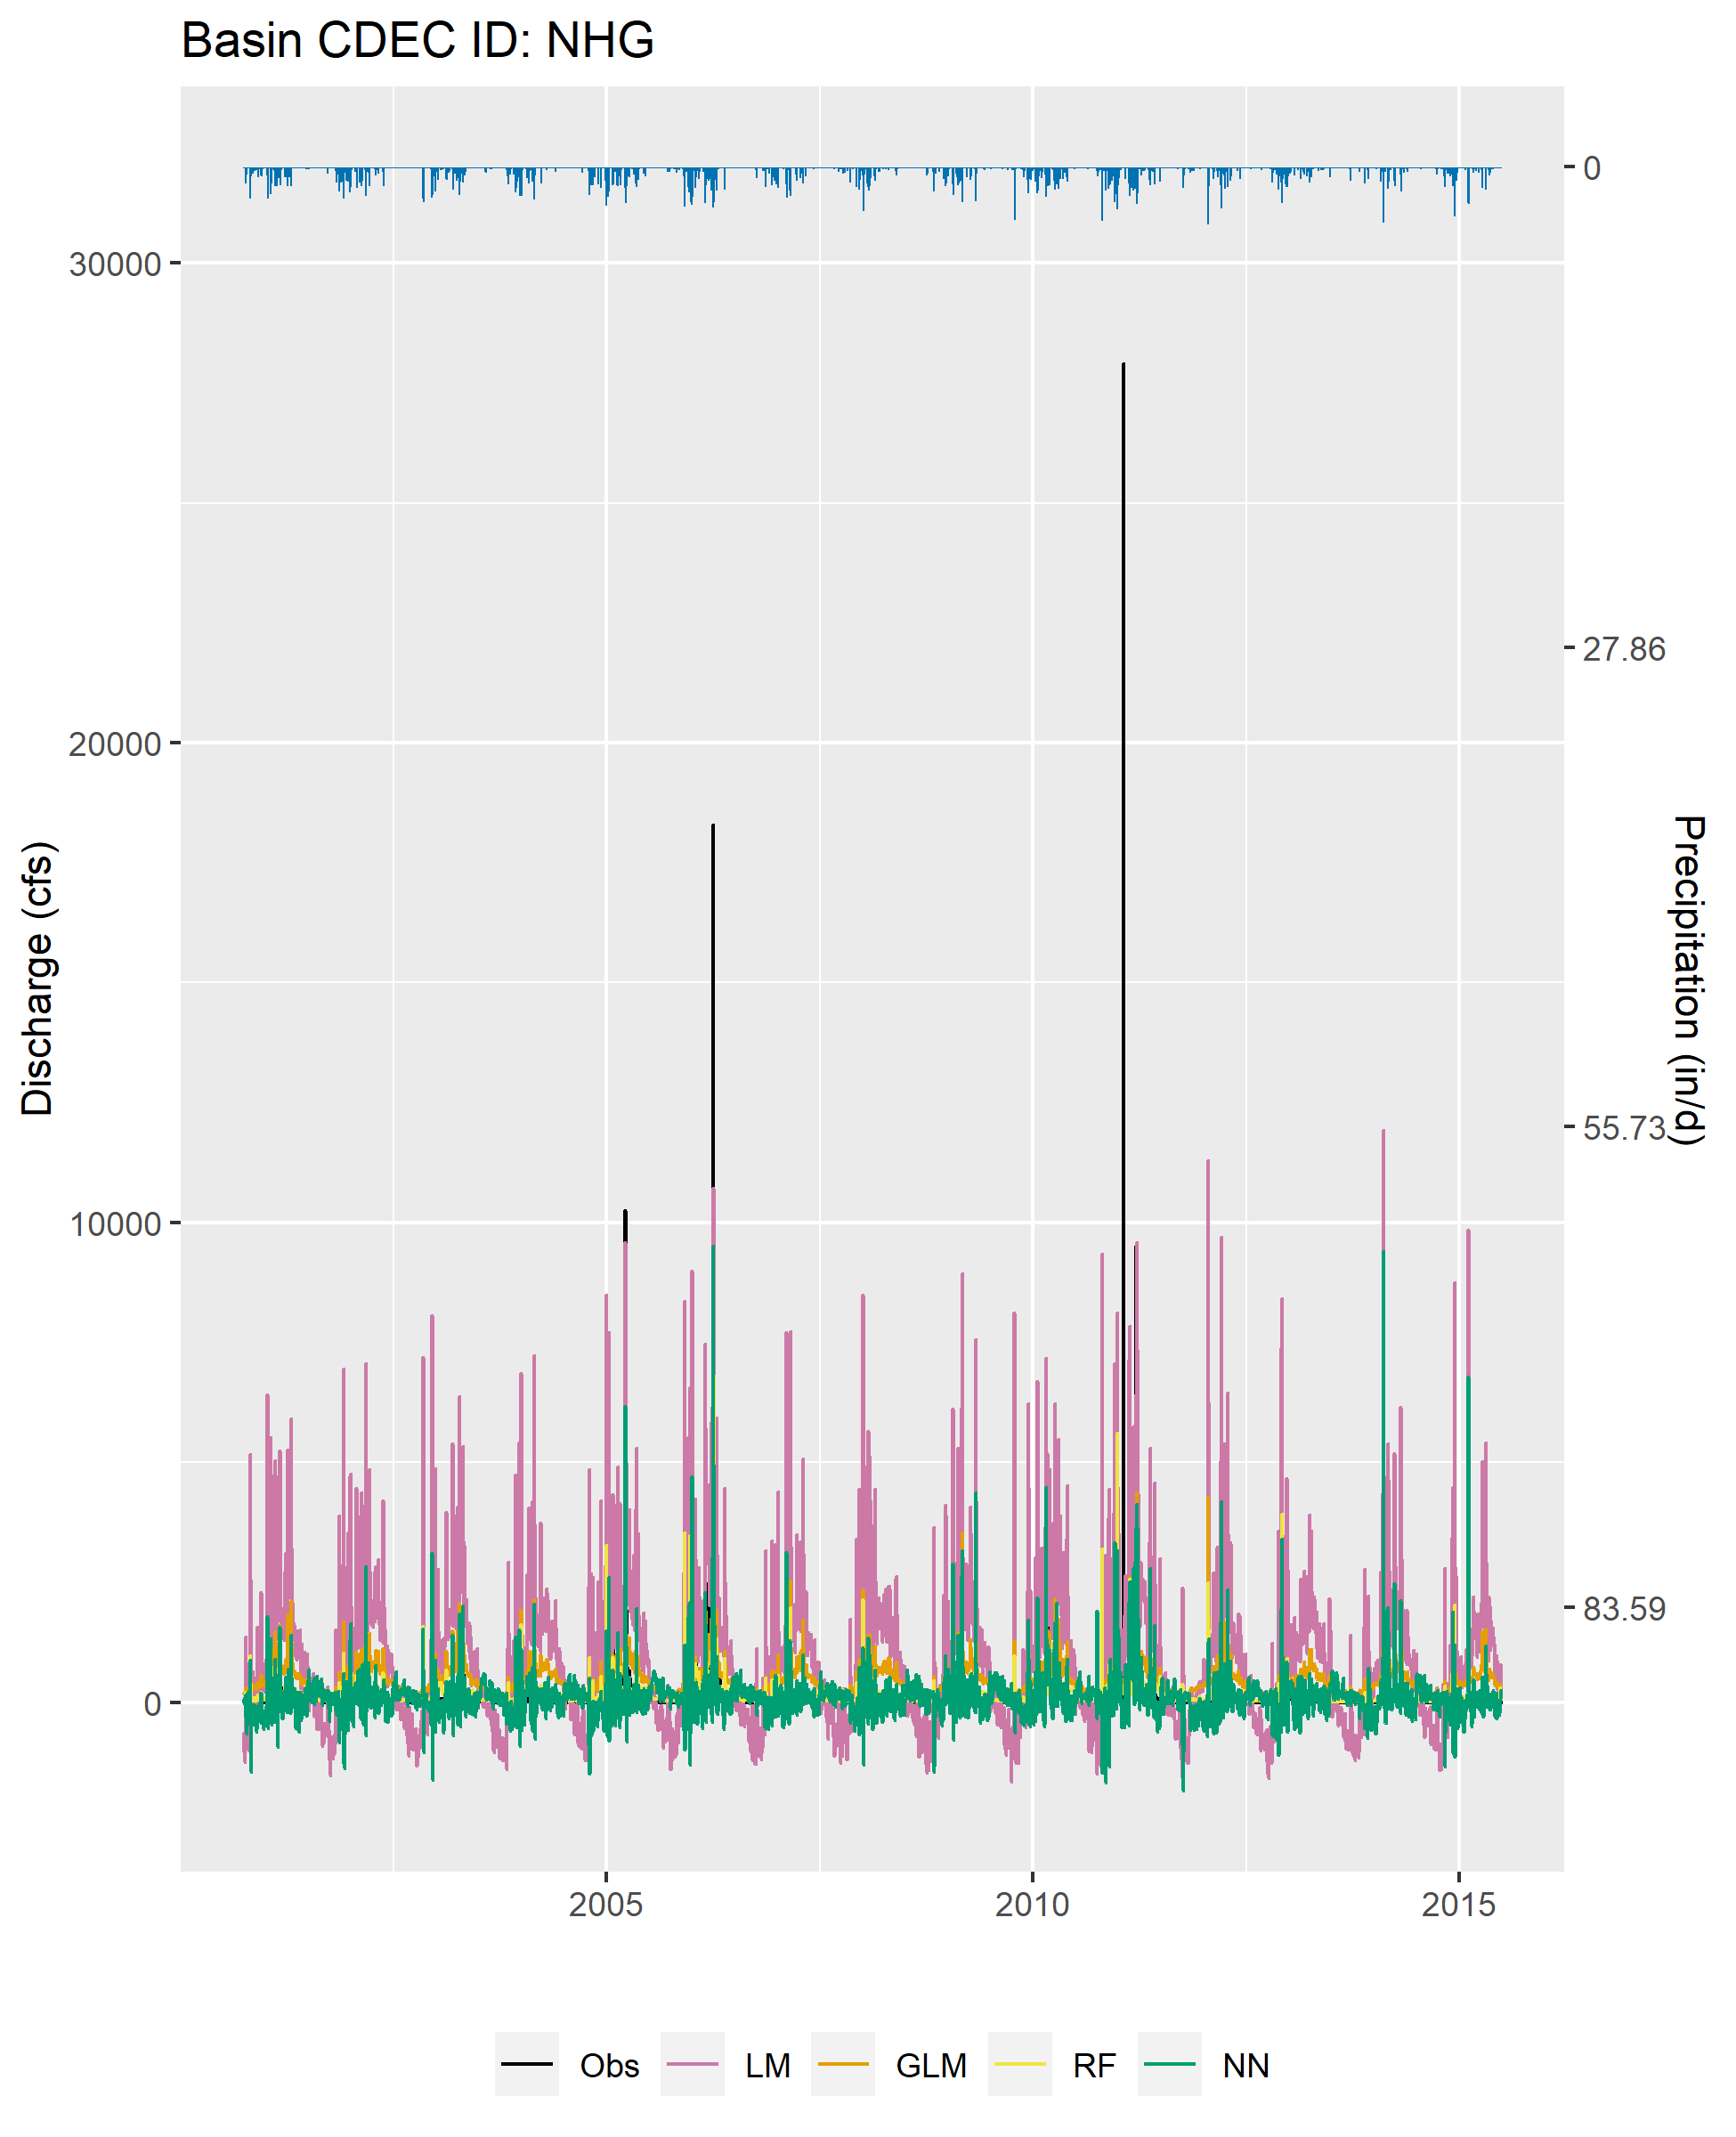 Basin CDEC ID: NHG
0
30000
27.86
20000
Discharge (cfs)
Precipitation (in/d)
55.73
10000
83.59
0
2005
2010
2015
Obs
LM
GLM
RF
NN